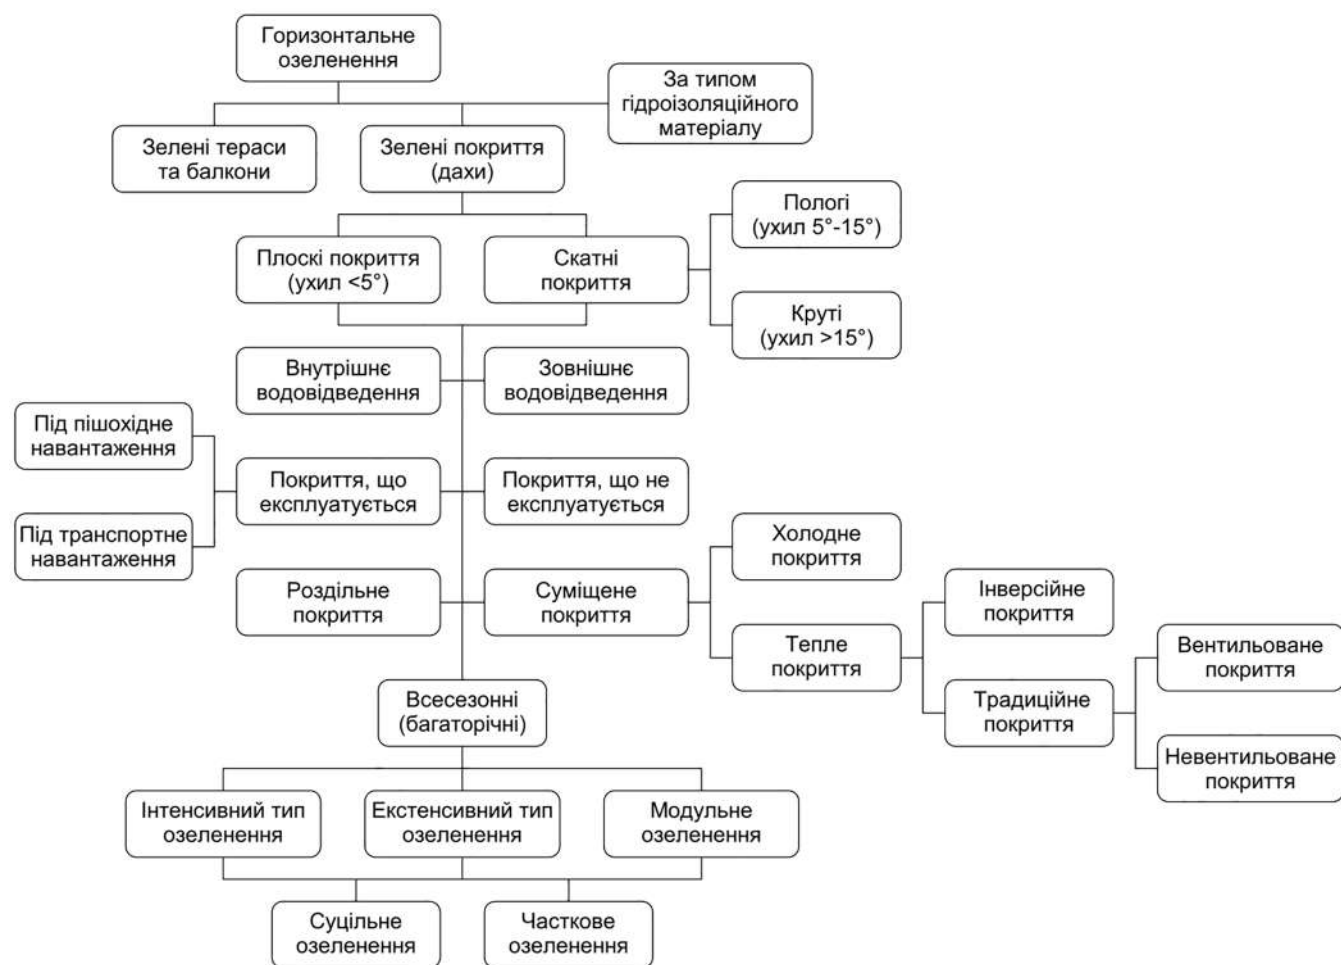 Горизонтальне
озеленення
За типом
гідроізоляційного
матеріалу
Зелені тераси
та балкони
Зелені покриття
(дахи)
Пологі
(ухил 5°-15°)
Плоскі покриття
(ухил <5°)
Скатні
покриття
Круті
(ухил >15°)
Внутрішнє
водовідведення
Зовнішнє
водовідведення
Під пішохідне
навантаження
Покриття, що
експлуатується
Покриття, що не
експлуатується
Під транспортне
навантаження
Холодне
покриття
Роздільне
покриття
Суміщене
покриття
Інверсійне
покриття
Тепле
покриття
Вентильоване
покриття
Всесезонні
(багаторічні)
Традиційне
покриття
Невентильоване
покриття
Інтенсивний тип
озеленення
Екстенсивний тип
озеленення
Модульне
озеленення
Суцільне
озеленення
Часткове
озеленення